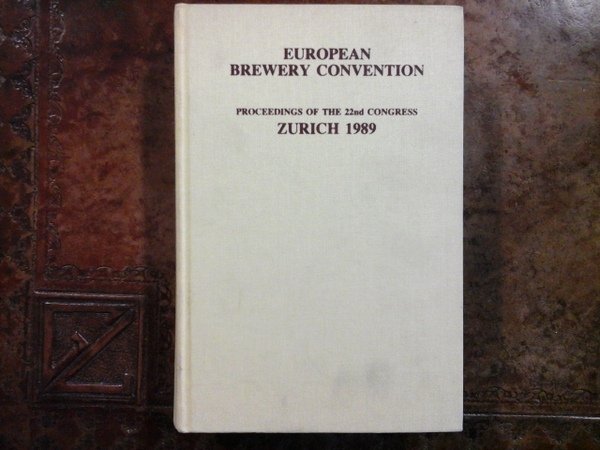 EUROPEAN
BREWERY CONVENTION
PROCEEDINGS OF THE 22nd CONGRESS
ZURICH 1989